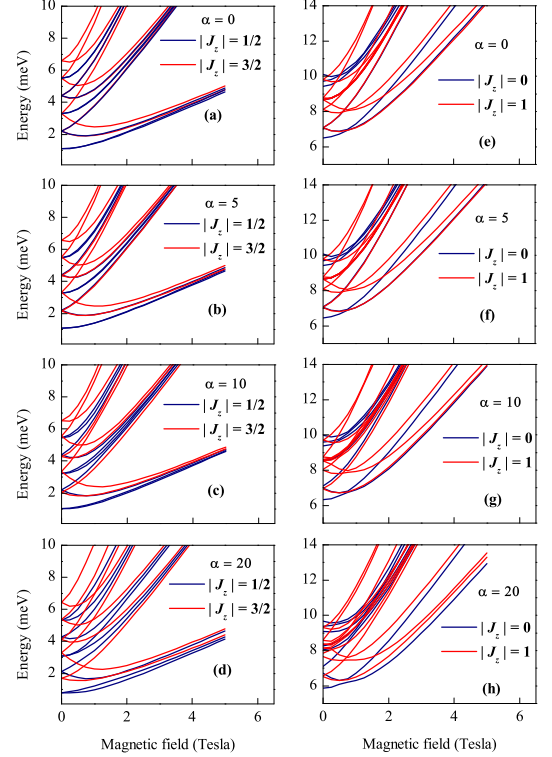 10
8
6
4
2
Energy (meV)
α = 0
| J_z | = 1/2
| J_z | = 3/2
(a)
14
12
10
8
6
α = 0
| J_z | = 0
| J_z | = 1
(e)
10
8
6
4
2
Energy (meV)
α = 5
| J_z | = 1/2
| J_z | = 3/2
(b)
14
12
10
8
6
α = 5
| J_z | = 0
| J_z | = 1
(f)
10
8
6
4
2
Energy (meV)
α = 10
| J_z | = 1/2
| J_z | = 3/2
(c)
14
12
10
8
6
α = 10
| J_z | = 0
| J_z | = 1
(g)
10
8
6
4
2
Energy (meV)
α = 20
| J_z | = 1/2
| J_z | = 3/2
(d)
0 2 4 6
Magnetic field (Tesla)
14
12
10
8
6
α = 20
| J_z | = 0
| J_z | = 1
(h)
0 2 4 6
Magnetic field (Tesla)